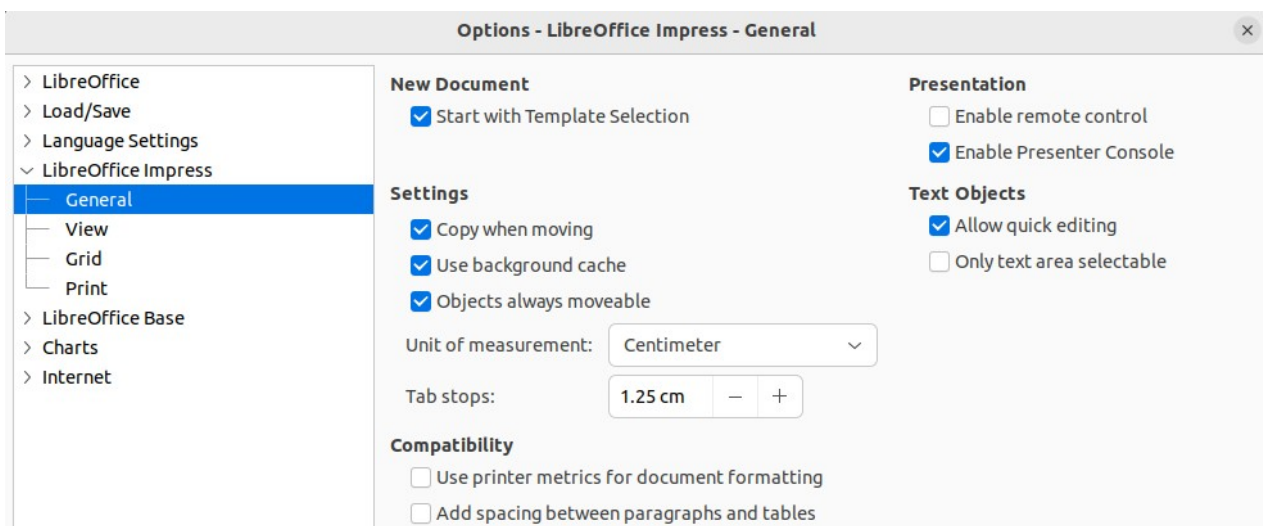 Options - LibreOffice Impress - General
LibreOffice
Load/Save
Language Settings
LibreOffice Impress
General
View
Grid
Print
LibreOffice Base
Charts
Internet
New Document
Start with Template Selection
Settings
Copy when moving
Use background cache
Objects always moveable
Unit of measurement: Centimeter
Tab stops: 1.25 cm
Compatibility
Use printer metrics for document formatting
Add spacing between paragraphs and tables
Presentation
Enable remote control
Enable Presenter Console
Text Objects
Allow quick editing
Only text area selectable